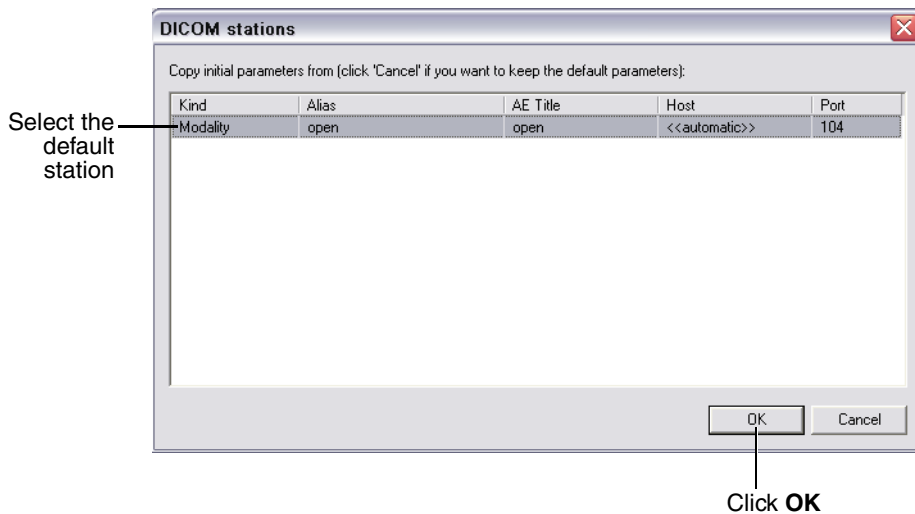 DICOM stations
Copy initial parameters from (click 'Cancel' if you want to keep the default parameters):
Kind Alias AE Title Host Port
Modality open open <<automatic>> 104
Select the
default
station
OK Cancel
Click OK